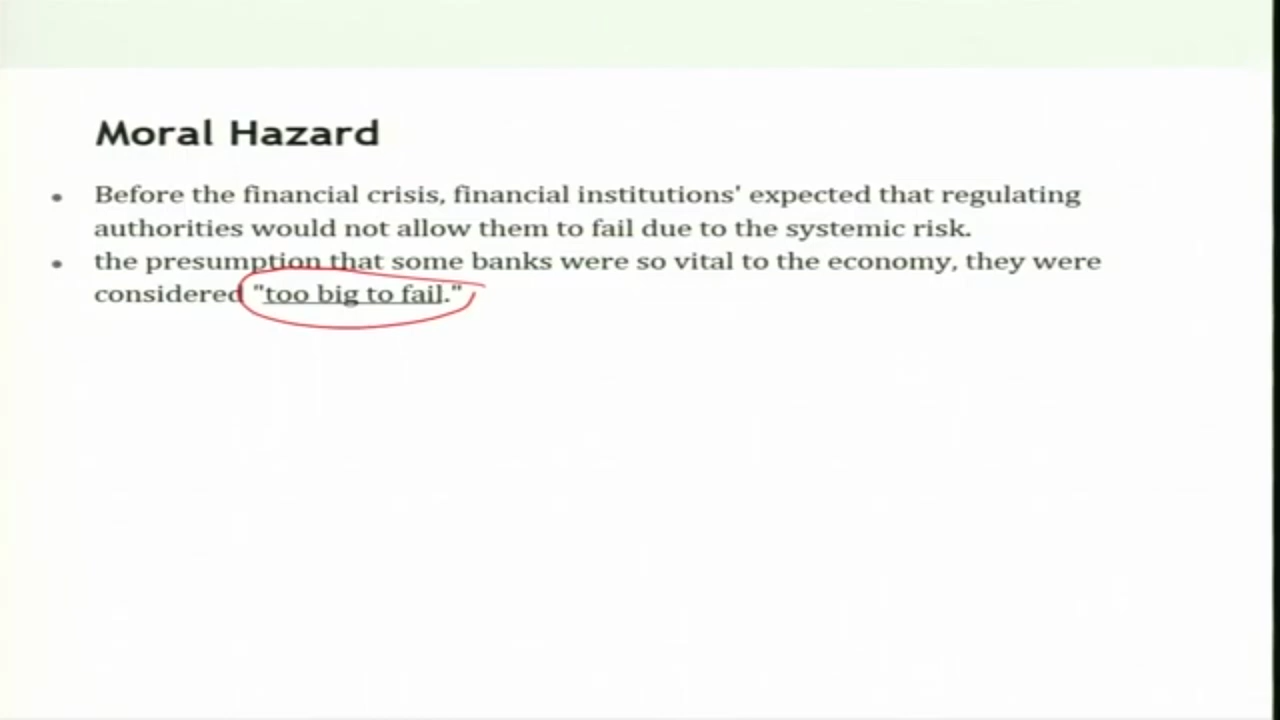 Moral Hazard
• Before the financial crisis, financial institutions' expected that regulating
authorities would not allow them to fail due to the systemic risk.
• the presumption that some banks were so vital to the economy, they were
considered "too big to fail."